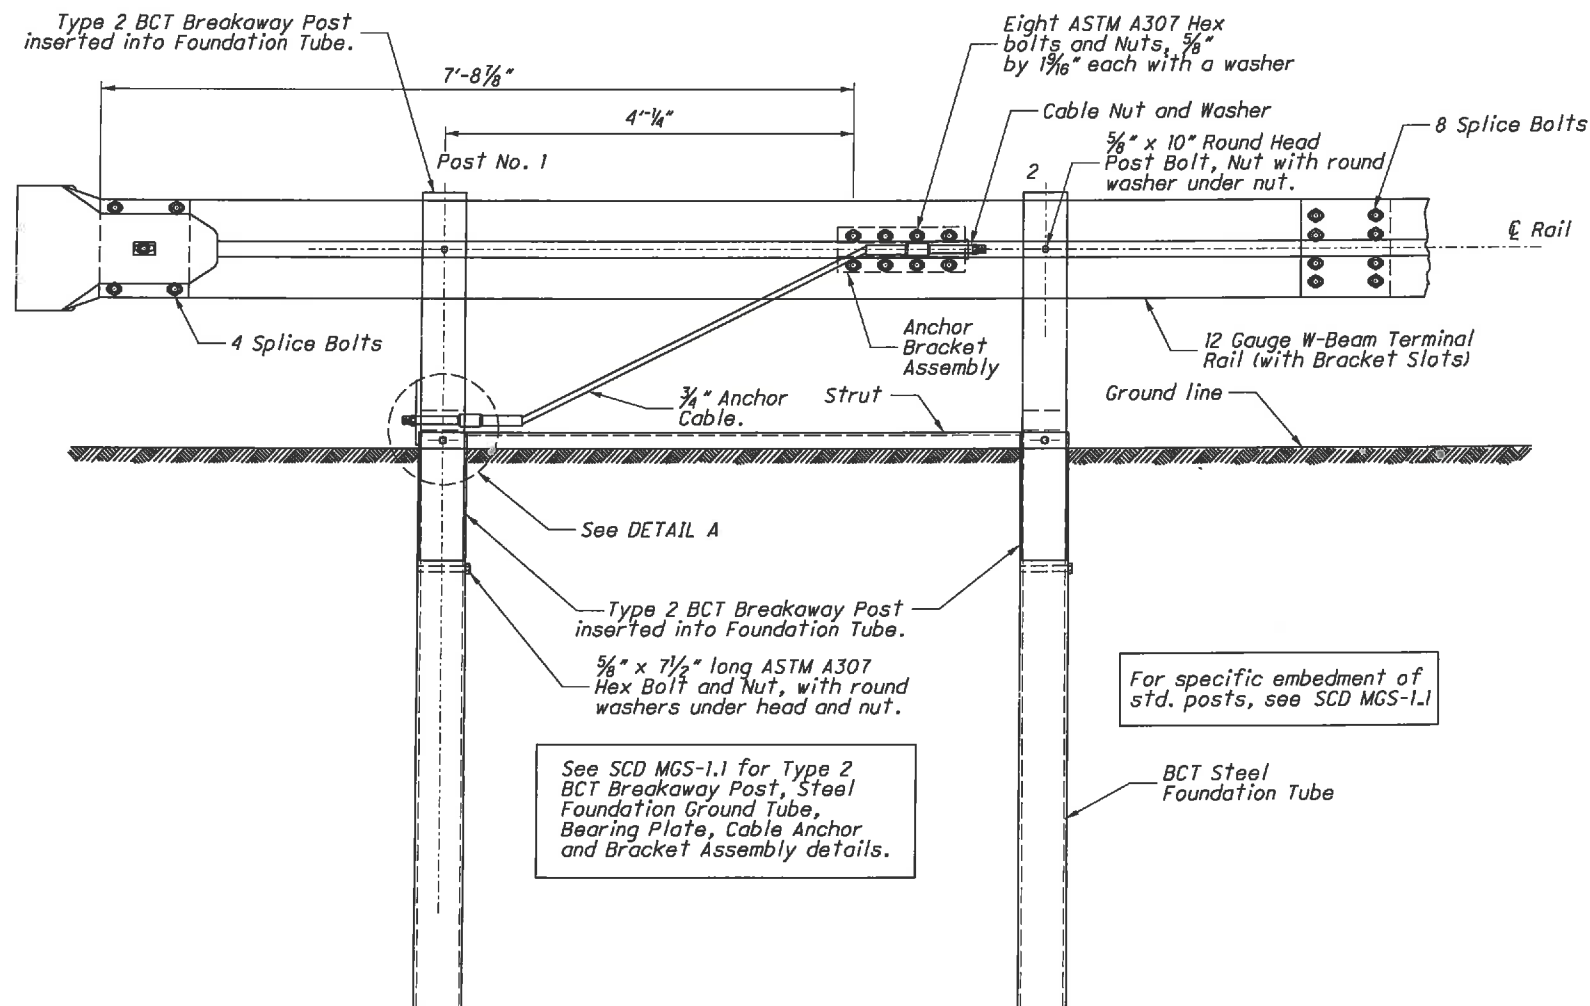 Type 2 BCT Breakaway Post
inserted into Foundation Tube.
Eight ASTM A307 Hex
bolts and Nuts, 5/8"
by 1 9/16" each with a washer
7'-8 7/8"
4'-1/4"
Cable Nut and Washer
8 Splice Bolts
5/8" x 10" Round Head
Post Bolt, Nut with round
washer under nut.
Post No. 1
2
℄ Rail
4 Splice Bolts
Anchor
Bracket
Assembly
12 Gauge W-Beam Terminal
Rail (with Bracket Slots)
3/4" Anchor
Cable.
Strut
Ground line
See DETAIL A
Type 2 BCT Breakaway Post
inserted into Foundation Tube.
5/8" x 7 1/2" long ASTM A307
Hex Bolt and Nut, with round
washers under head and nut.
For specific embedment of
std. posts, see SCD MGS-1.1
See SCD MGS-1.1 for Type 2
BCT Breakaway Post, Steel
Foundation Ground Tube,
Bearing Plate, Cable Anchor
and Bracket Assembly details.
BCT Steel
Foundation Tube